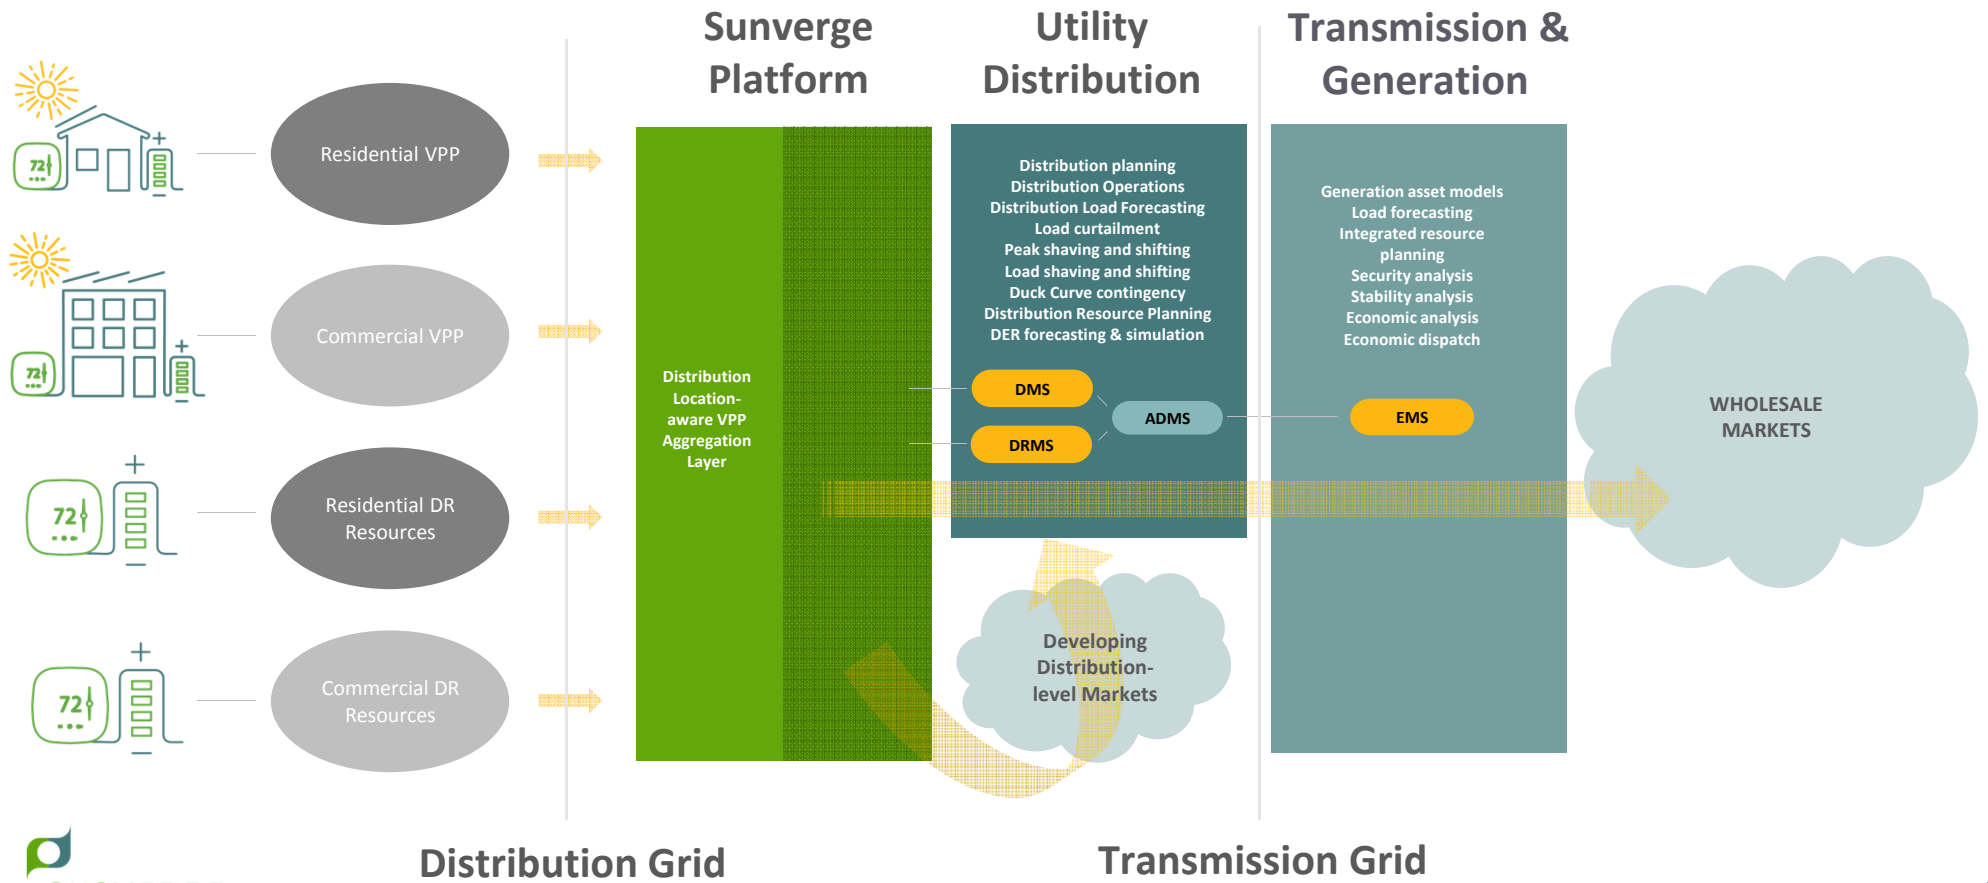 Sunverge
Platform
Utility
Distribution
Transmission &
Generation
72
Residential VPP
72
Commercial VPP
72
Residential DR
Resources
72
Commercial DR
Resources
Distribution
Location-
aware VPP
Aggregation
Layer
Distribution planning
Distribution Operations
Distribution Load Forecasting
Load curtailment
Peak shaving and shifting
Load shaving and shifting
Duck Curve contingency
Distribution Resource Planning
DER forecasting & simulation
DMS
DRMS
ADMS
Generation asset models
Load forecasting
Integrated resource
planning
Security analysis
Stability analysis
Economic analysis
Economic dispatch
EMS
WHOLESALE
MARKETS
Developing
Distribution-
level Markets
Distribution Grid
Transmission Grid